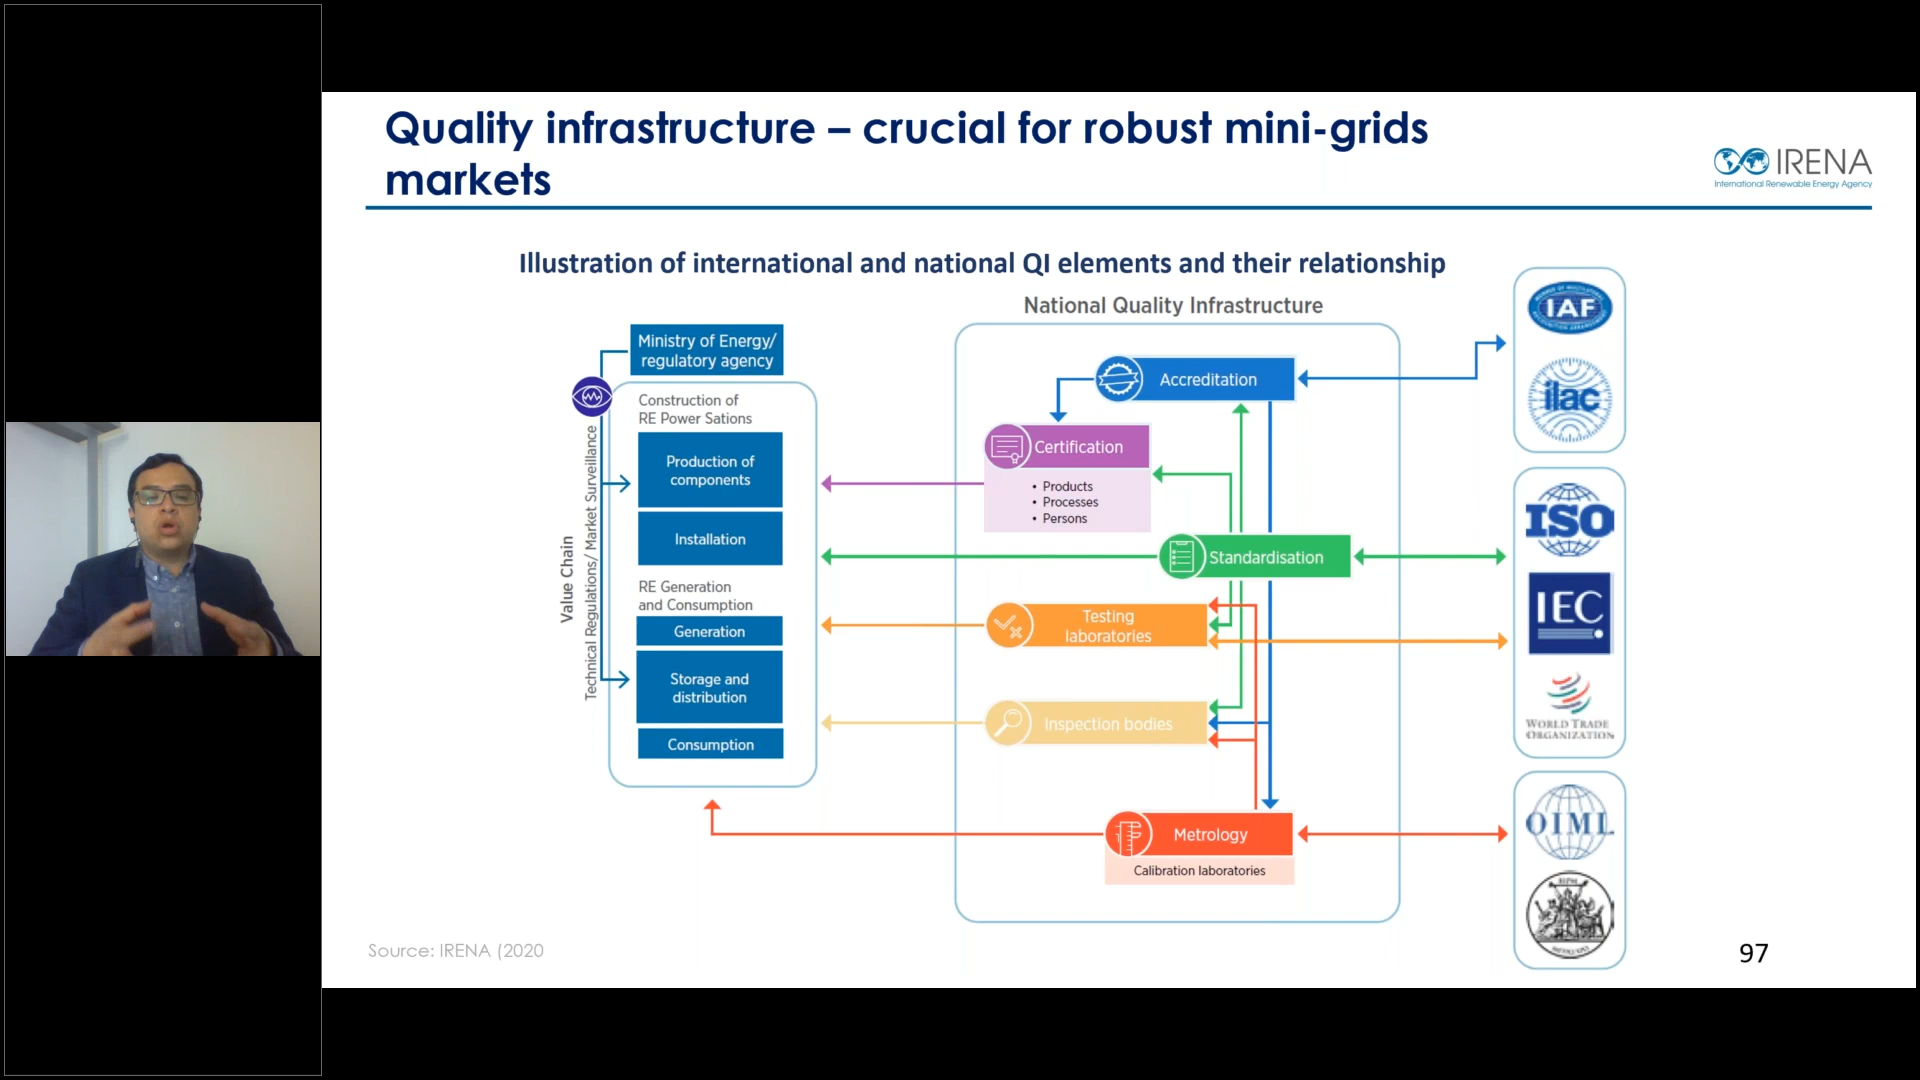 Quality infrastructure – crucial for robust mini-grids
markets
IRENA
International Renewable Energy Agency
Illustration of international and national QI elements and their relationship
National Quality Infrastructure
Ministry of Energy/
regulatory agency
Value Chain
Technical Regulations/ Market Surveillance
Construction of
RE Power Sations
Production of
components
Installation
RE Generation
and Consumption
Generation
Storage and
distribution
Consumption
Accreditation
Certification
• Products
• Processes
• Persons
Standardisation
Testing
laboratories
Inspection bodies
Metrology
Calibration laboratories
IAF
ilac
ISO
IEC
WORLD TRADE
ORGANIZATION
OIML
Source: IRENA (2020
97